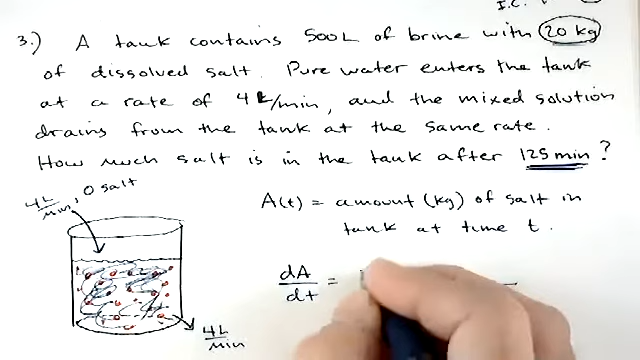 I.C.
3.) A tank contains 500L of brine with 20 kg
of dissolved salt. Pure water enters the tank
at a rate of 4 L/min, and the mixed solution
drains from the tank at the same rate.
How much salt is in the tank after 125 min?
4L/min, 0 salt
A(t) = amount (kg) of salt in
tank at time t.
dA/dt =
4L/min